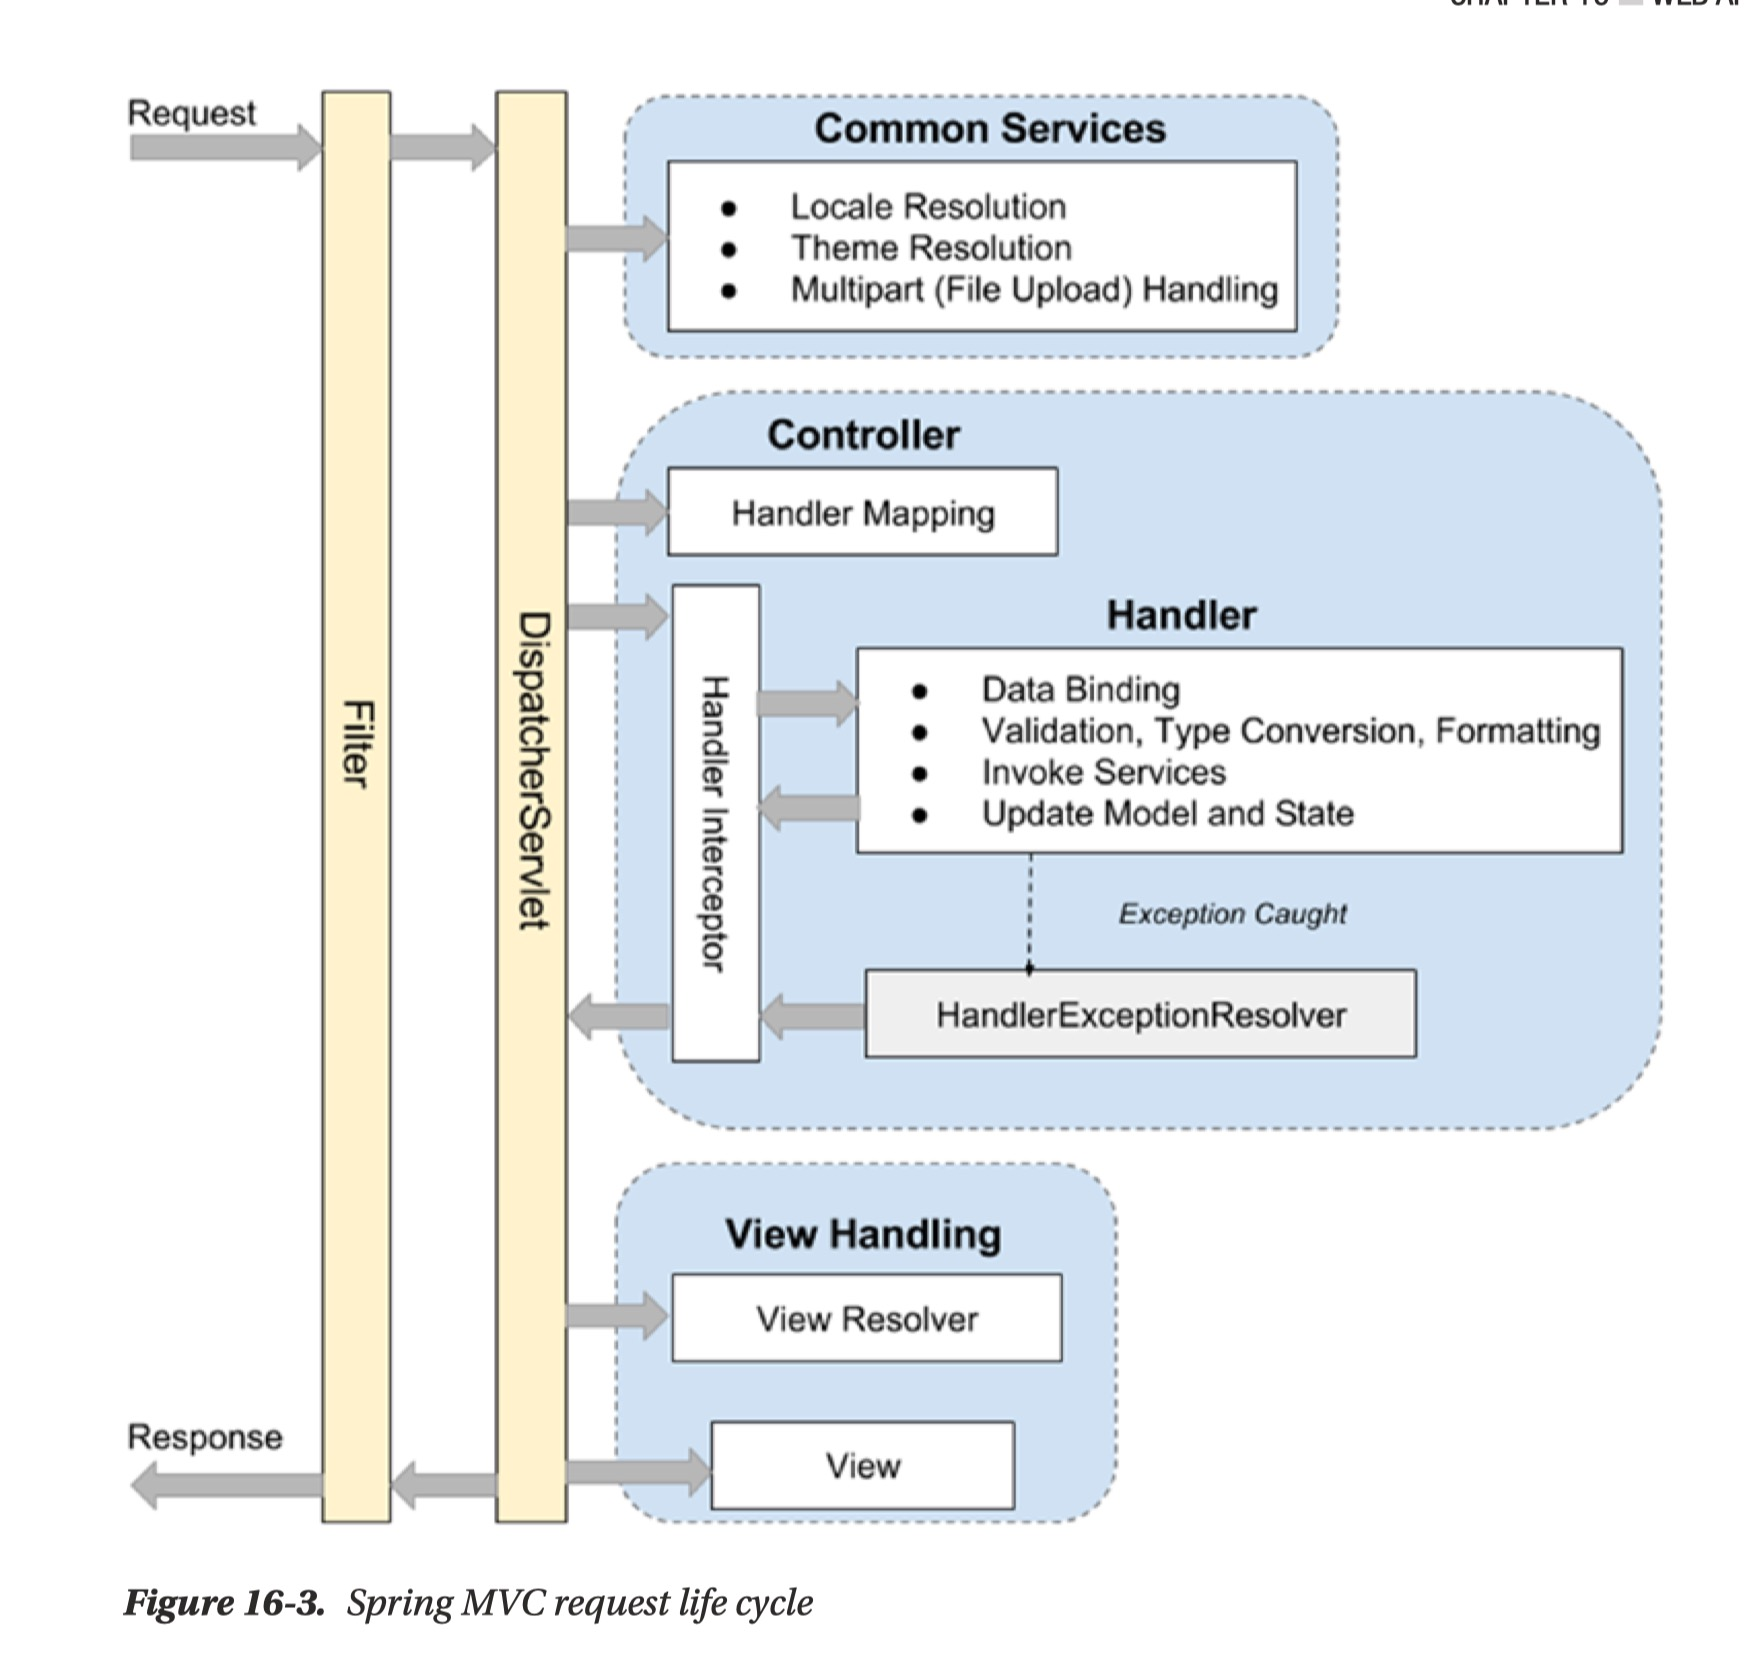 Request
Common Services
● Locale Resolution
● Theme Resolution
● Multipart (File Upload) Handling
Controller
Handler Mapping
Filter
DispatcherServlet
Handler Interceptor
Handler
● Data Binding
● Validation, Type Conversion, Formatting
● Invoke Services
● Update Model and State
Exception Caught
HandlerExceptionResolver
View Handling
View Resolver
Response
View
Figure 16-3. Spring MVC request life cycle